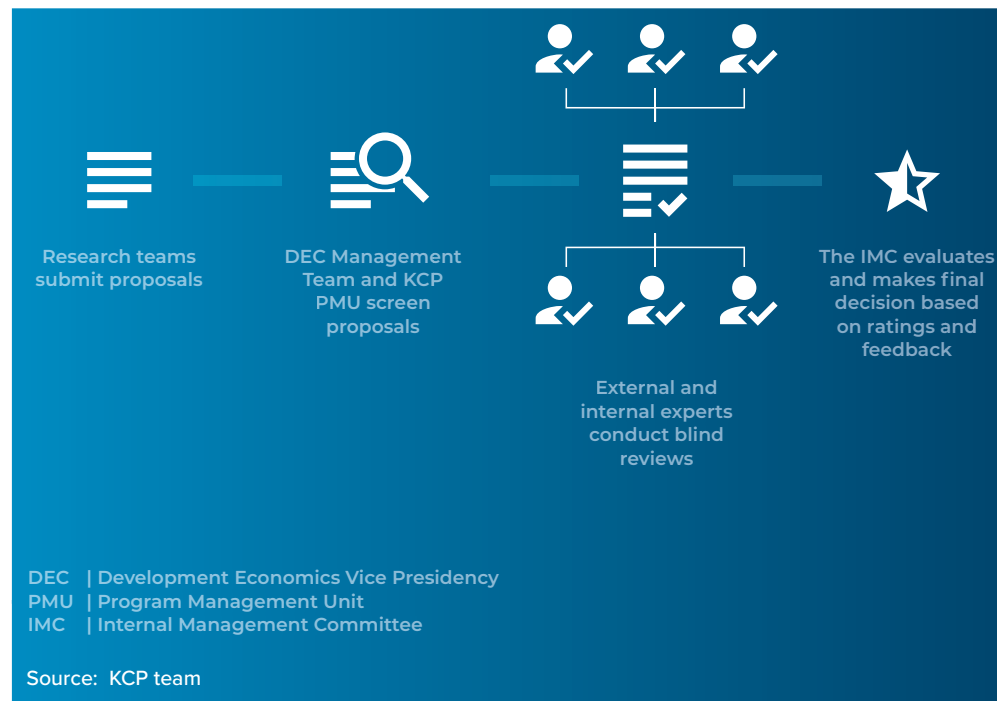 Research teams
submit proposals
DEC Management
Team and KCP
PMU screen
proposals
External and
internal experts
conduct blind
reviews
The IMC evaluates
and makes final
decision based
on ratings and
feedback
DEC | Development Economics Vice Presidency
PMU | Program Management Unit
IMC | Internal Management Committee
Source: KCP team